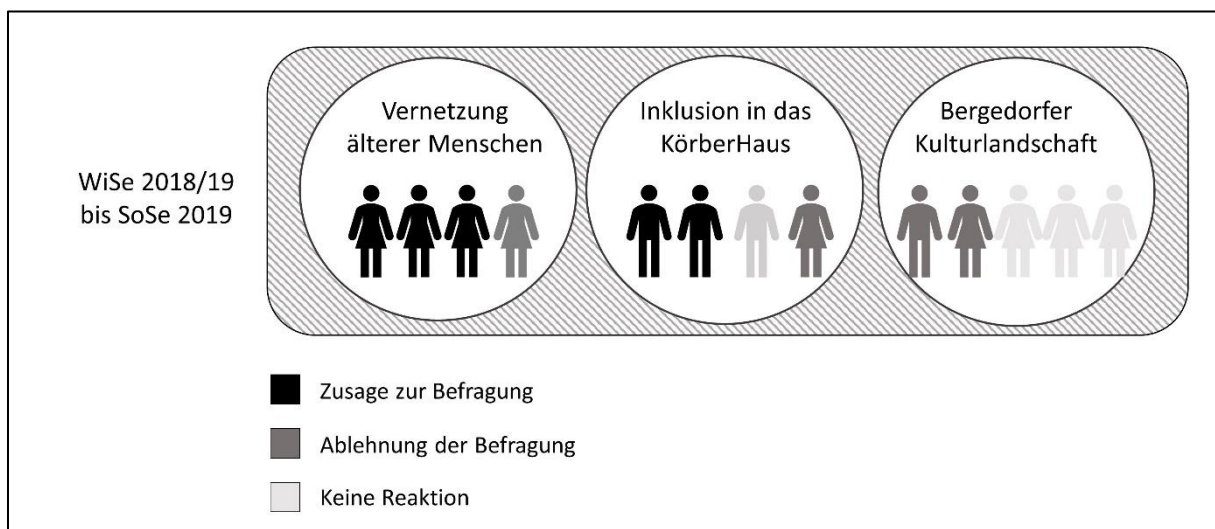 Vernetzung
älterer Menschen
Inklusion in das
KörberHaus
Bergedorfer
Kulturlandschaft
WiSe 2018/19
bis SoSe 2019
Zusage zur Befragung
Ablehnung der Befragung
Keine Reaktion